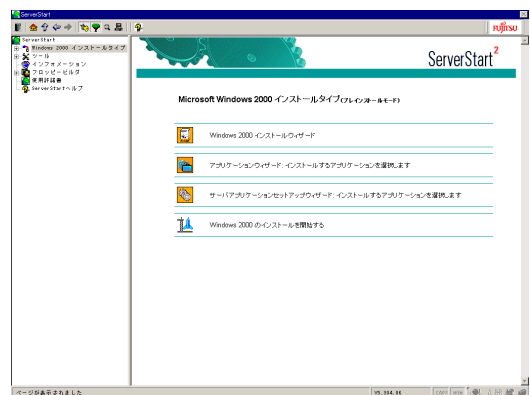 ServerStart
FUJITSU
ServerStart
Windows 2000 インストールタイプ
ツール
インフォメーション
フロッピービルダ
使用許諾書
ServerStartヘルプ
ServerStart2
Microsoft Windows 2000 インストールタイプ(プレインストールモード)
Windows 2000 インストールウィザード
アプリケーションウィザード: インストールするアプリケーションを選択します
サーバアプリケーションセットアップウィザード: インストールするアプリケーションを選択します
Windows 2000 のインストールを開始する
ページが表示されました
CAPS NUM